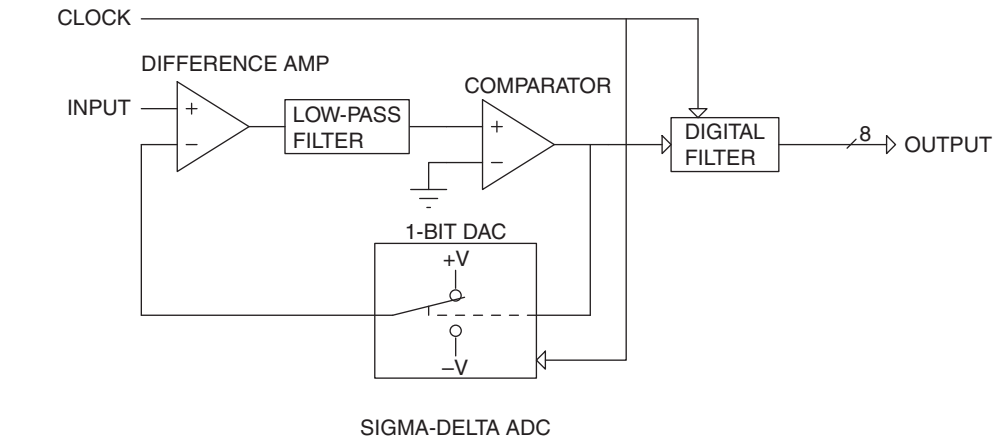 CLOCK
DIFFERENCE AMP
COMPARATOR
INPUT
+
−
LOW-PASS
FILTER
+
−
DIGITAL
FILTER
8
OUTPUT
1-BIT DAC
+V
−V
SIGMA-DELTA ADC